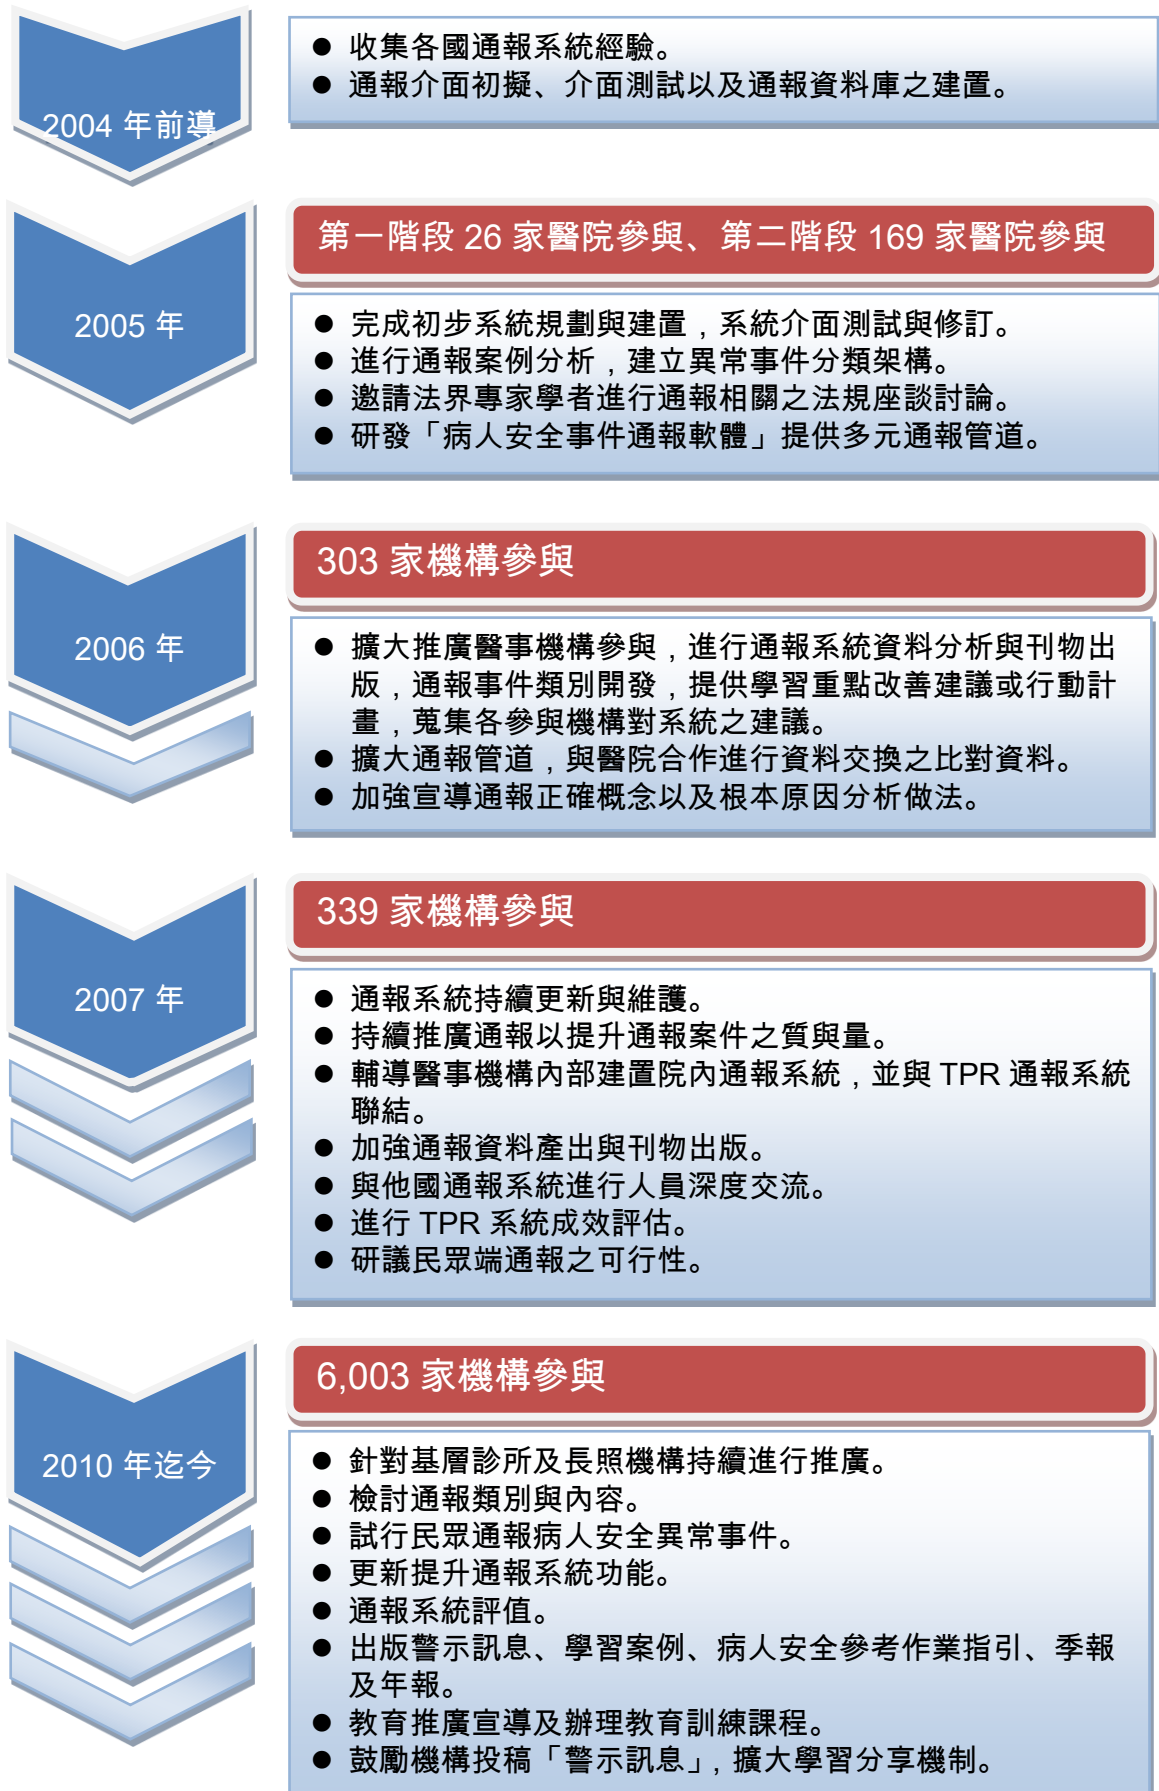 2004 年前導
● 收集各國通報系統經驗。
● 通報介面初擬、介面測試以及通報資料庫之建置。
2005 年
第一階段 26 家醫院參與、第二階段 169 家醫院參與
● 完成初步系統規劃與建置，系統介面測試與修訂。
● 進行通報案例分析，建立異常事件分類架構。
● 邀請法界專家學者進行通報相關之法規座談討論。
● 研發「病人安全事件通報軟體」提供多元通報管道。
2006 年
303 家機構參與
● 擴大推廣醫事機構參與，進行通報系統資料分析與刊物出
版，通報事件類別開發，提供學習重點改善建議或行動計
畫，蒐集各參與機構對系統之建議。
● 擴大通報管道，與醫院合作進行資料交換之比對資料。
● 加強宣導通報正確概念以及根本原因分析做法。
2007 年
339 家機構參與
● 通報系統持續更新與維護。
● 持續推廣通報以提升通報案件之質與量。
● 輔導醫事機構內部建置院內通報系統，並與 TPR 通報系統
聯結。
● 加強通報資料產出與刊物出版。
● 與他國通報系統進行人員深度交流。
● 進行 TPR 系統成效評估。
● 研議民眾端通報之可行性。
2010 年迄今
6,003 家機構參與
● 針對基層診所及長照機構持續進行推廣。
● 檢討通報類別與內容。
● 試行民眾通報病人安全異常事件。
● 更新提升通報系統功能。
● 通報系統評值。
● 出版警示訊息、學習案例、病人安全參考作業指引、季報
及年報。
● 教育推廣宣導及辦理教育訓練課程。
● 鼓勵機構投稿「警示訊息」, 擴大學習分享機制。